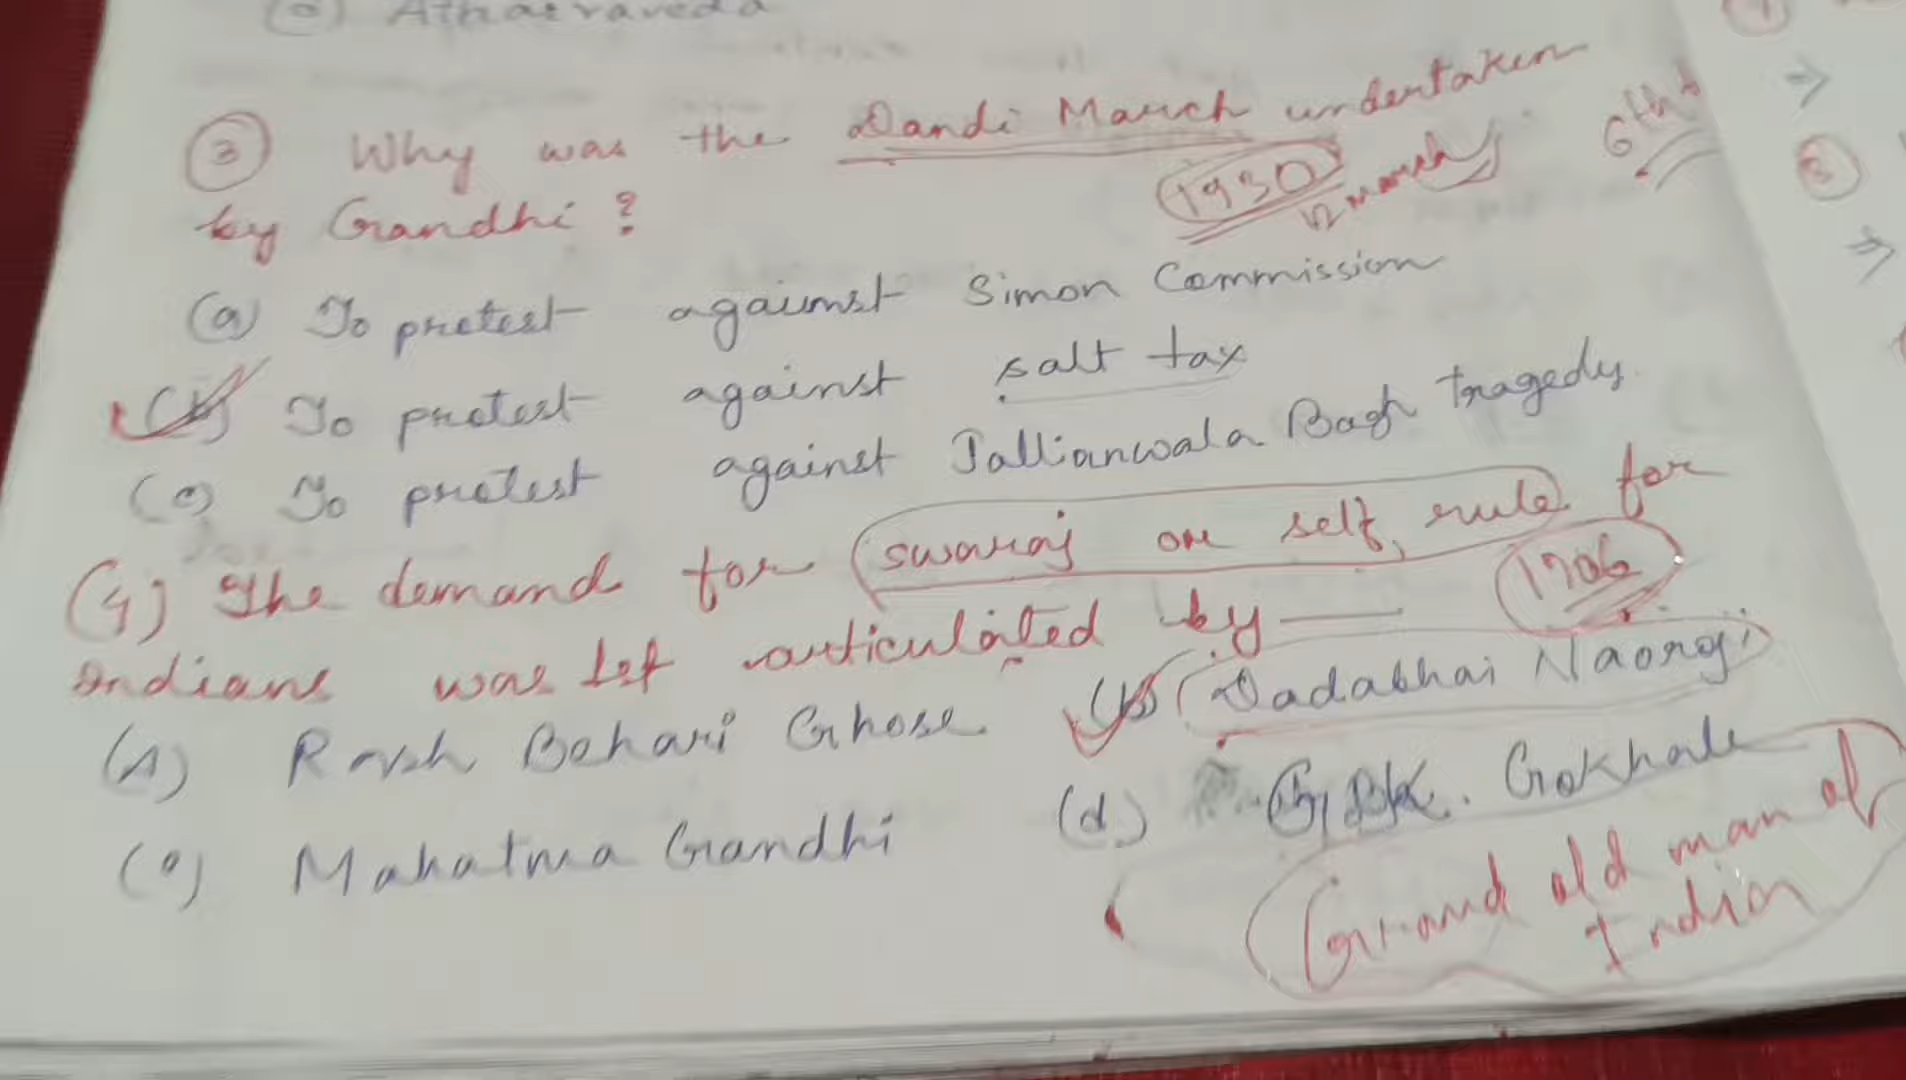 (c) Atharvaveda
(3) Why was the Dandi March undertaken
by Gandhi ?
1930 12 march 6th
(a) To protest against Simon Commission
(b) To protest against salt tax
(c) To protest against Jallianwala Bagh tragedy.
(4) The demand for swaraj or self rule for
Indians was 1st articulated by — 1906
(A) Rash Behari Ghose (b) Dadabhai Naoroji
(c) Mahatma Gandhi (d) G. K. Gokhale
Grand old man of
India